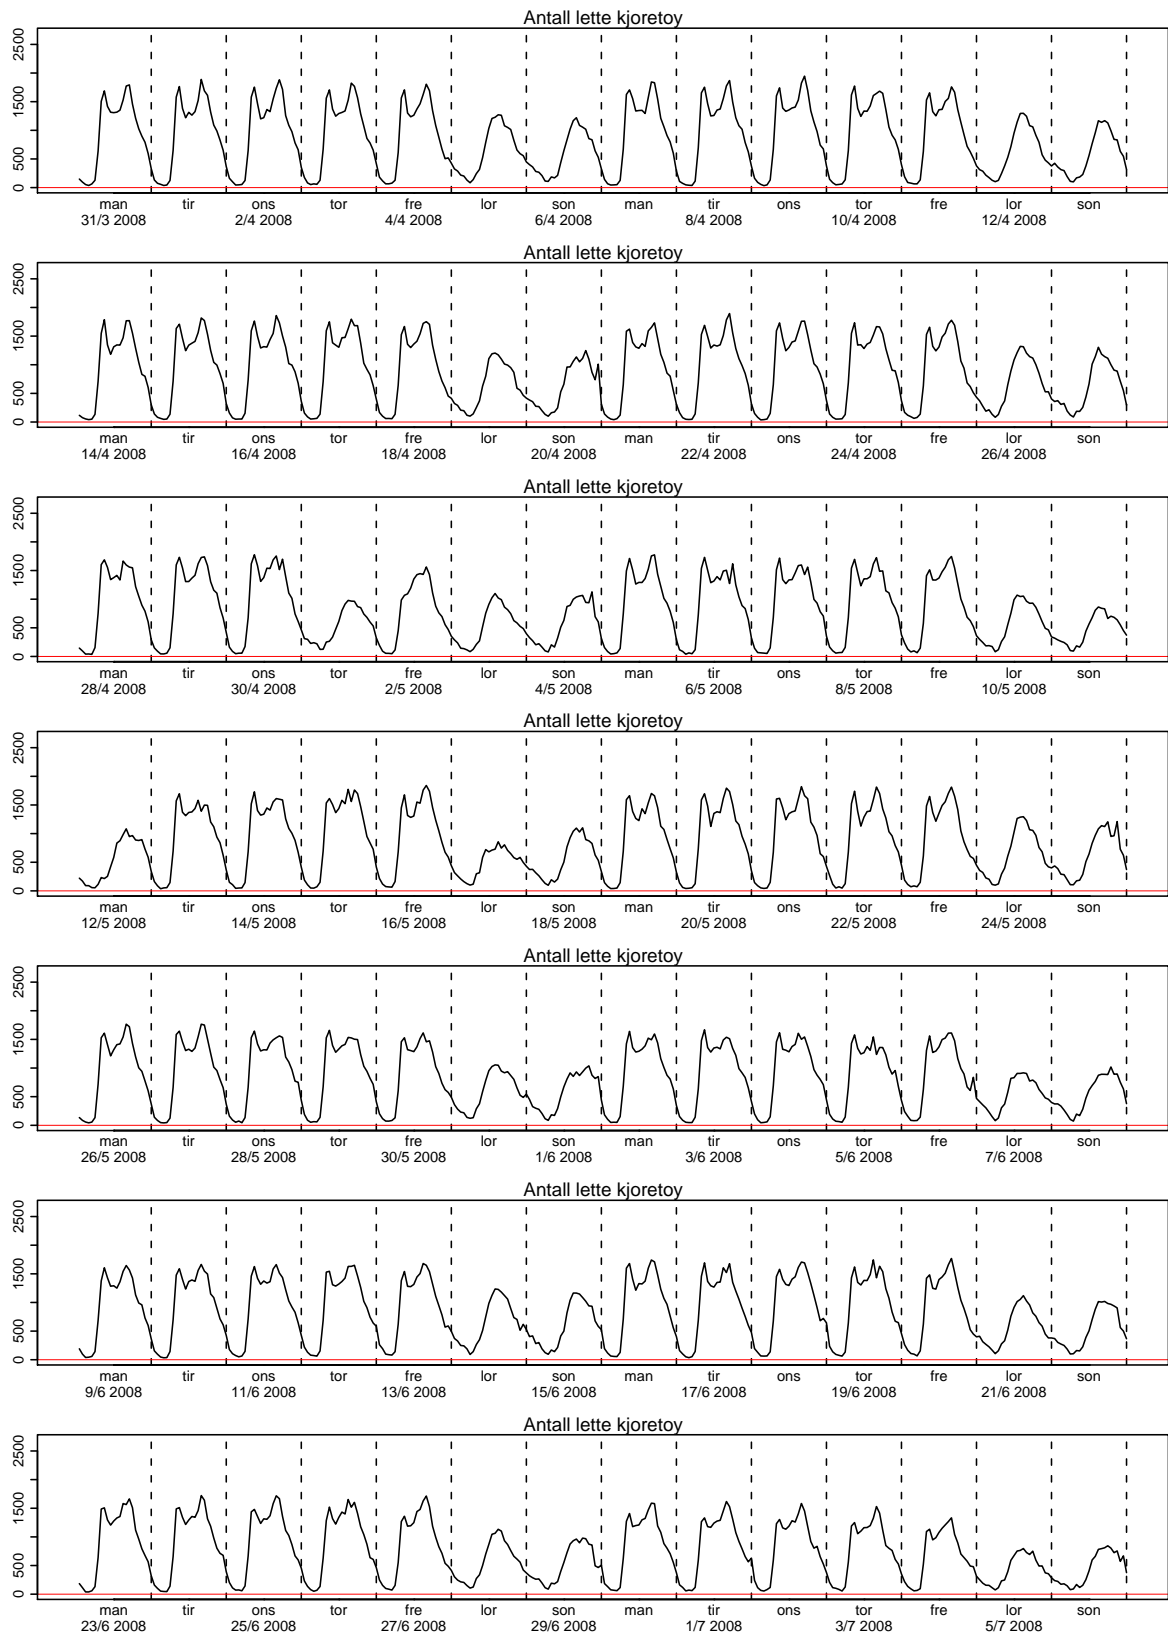 Antall lette kjoretoy
2500
1500
500
0
man tir ons tor fre lor son man tir ons tor fre lor son
31/3 2008 2/4 2008 4/4 2008 6/4 2008 8/4 2008 10/4 2008 12/4 2008
Antall lette kjoretoy
2500
1500
500
0
man tir ons tor fre lor son man tir ons tor fre lor son
14/4 2008 16/4 2008 18/4 2008 20/4 2008 22/4 2008 24/4 2008 26/4 2008
Antall lette kjoretoy
2500
1500
500
0
man tir ons tor fre lor son man tir ons tor fre lor son
28/4 2008 30/4 2008 2/5 2008 4/5 2008 6/5 2008 8/5 2008 10/5 2008
Antall lette kjoretoy
2500
1500
500
0
man tir ons tor fre lor son man tir ons tor fre lor son
12/5 2008 14/5 2008 16/5 2008 18/5 2008 20/5 2008 22/5 2008 24/5 2008
Antall lette kjoretoy
2500
1500
500
0
man tir ons tor fre lor son man tir ons tor fre lor son
26/5 2008 28/5 2008 30/5 2008 1/6 2008 3/6 2008 5/6 2008 7/6 2008
Antall lette kjoretoy
2500
1500
500
0
man tir ons tor fre lor son man tir ons tor fre lor son
9/6 2008 11/6 2008 13/6 2008 15/6 2008 17/6 2008 19/6 2008 21/6 2008
Antall lette kjoretoy
2500
1500
500
0
man tir ons tor fre lor son man tir ons tor fre lor son
23/6 2008 25/6 2008 27/6 2008 29/6 2008 1/7 2008 3/7 2008 5/7 2008